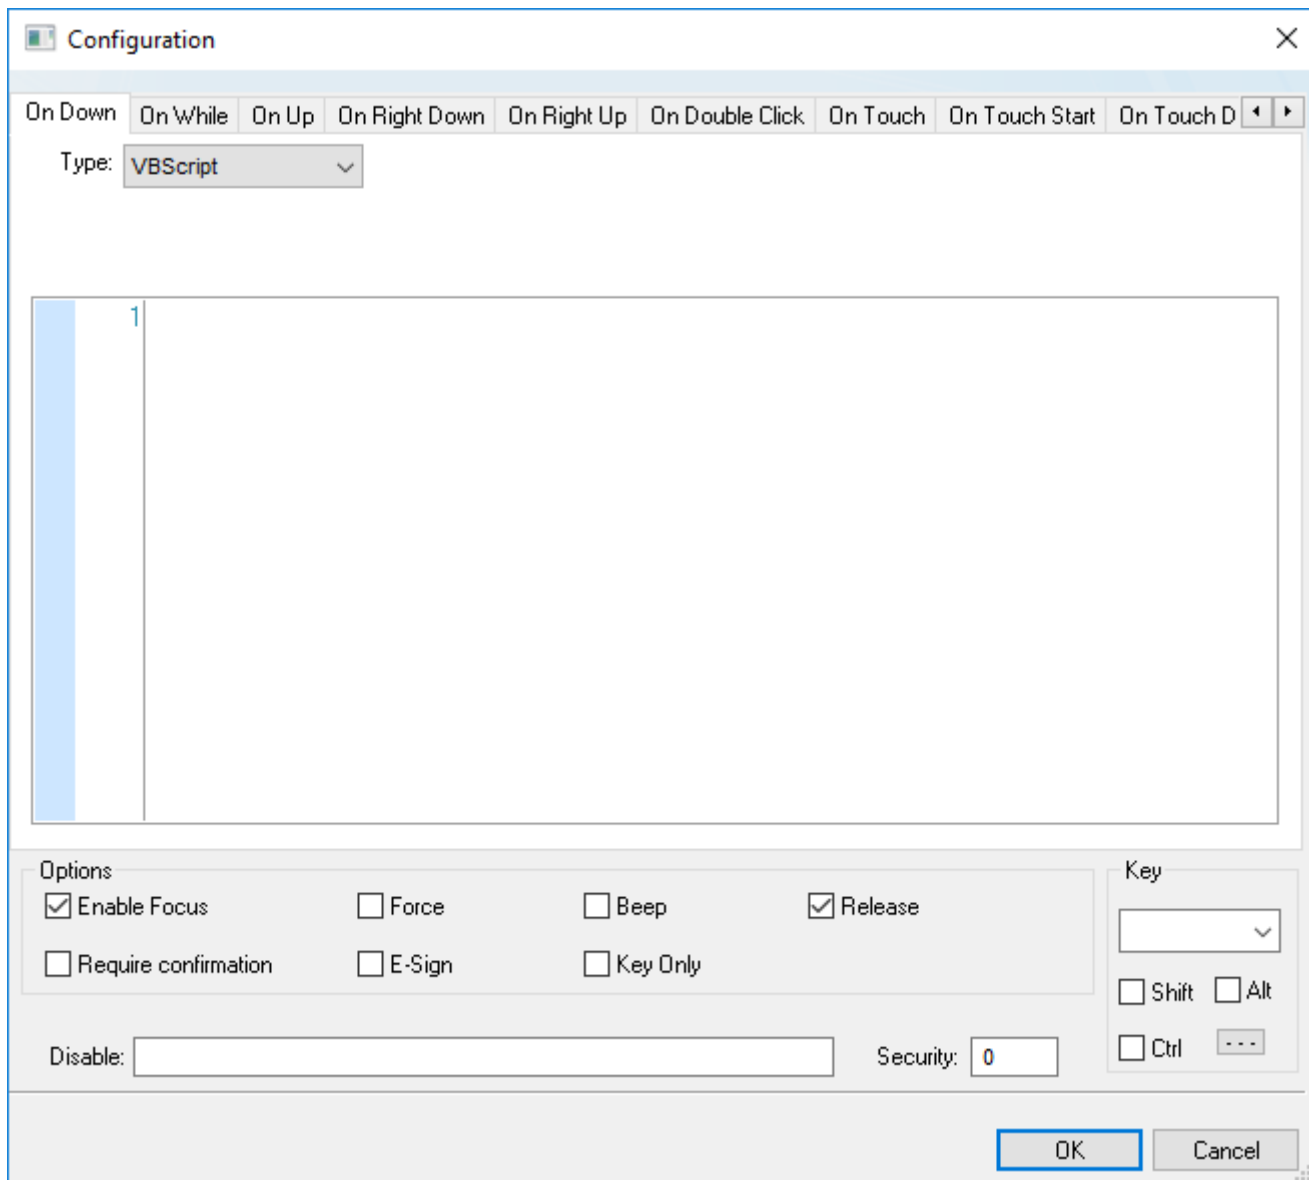 Configuration
On Down On While On Up On Right Down On Right Up On Double Click On Touch On Touch Start On Touch D
Type: VBScript
1
Options Key
Enable Focus Force Beep Release
Require confirmation E-Sign Key Only
Shift Alt
Disable: Security: 0 Ctrl ...
OK Cancel